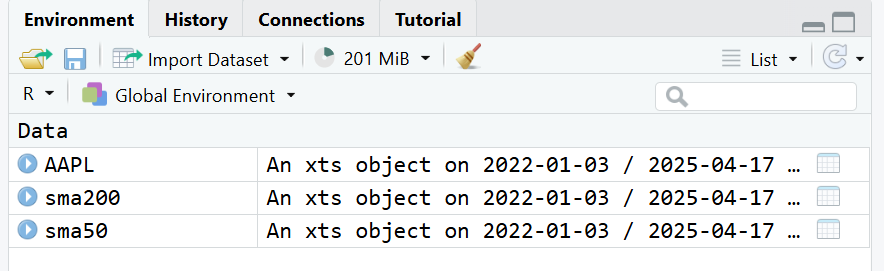 Environment History Connections Tutorial
Import Dataset 201 MiB List
R Global Environment
Data
AAPL An xts object on 2022-01-03 / 2025-04-17 …
sma200 An xts object on 2022-01-03 / 2025-04-17 …
sma50 An xts object on 2022-01-03 / 2025-04-17 …